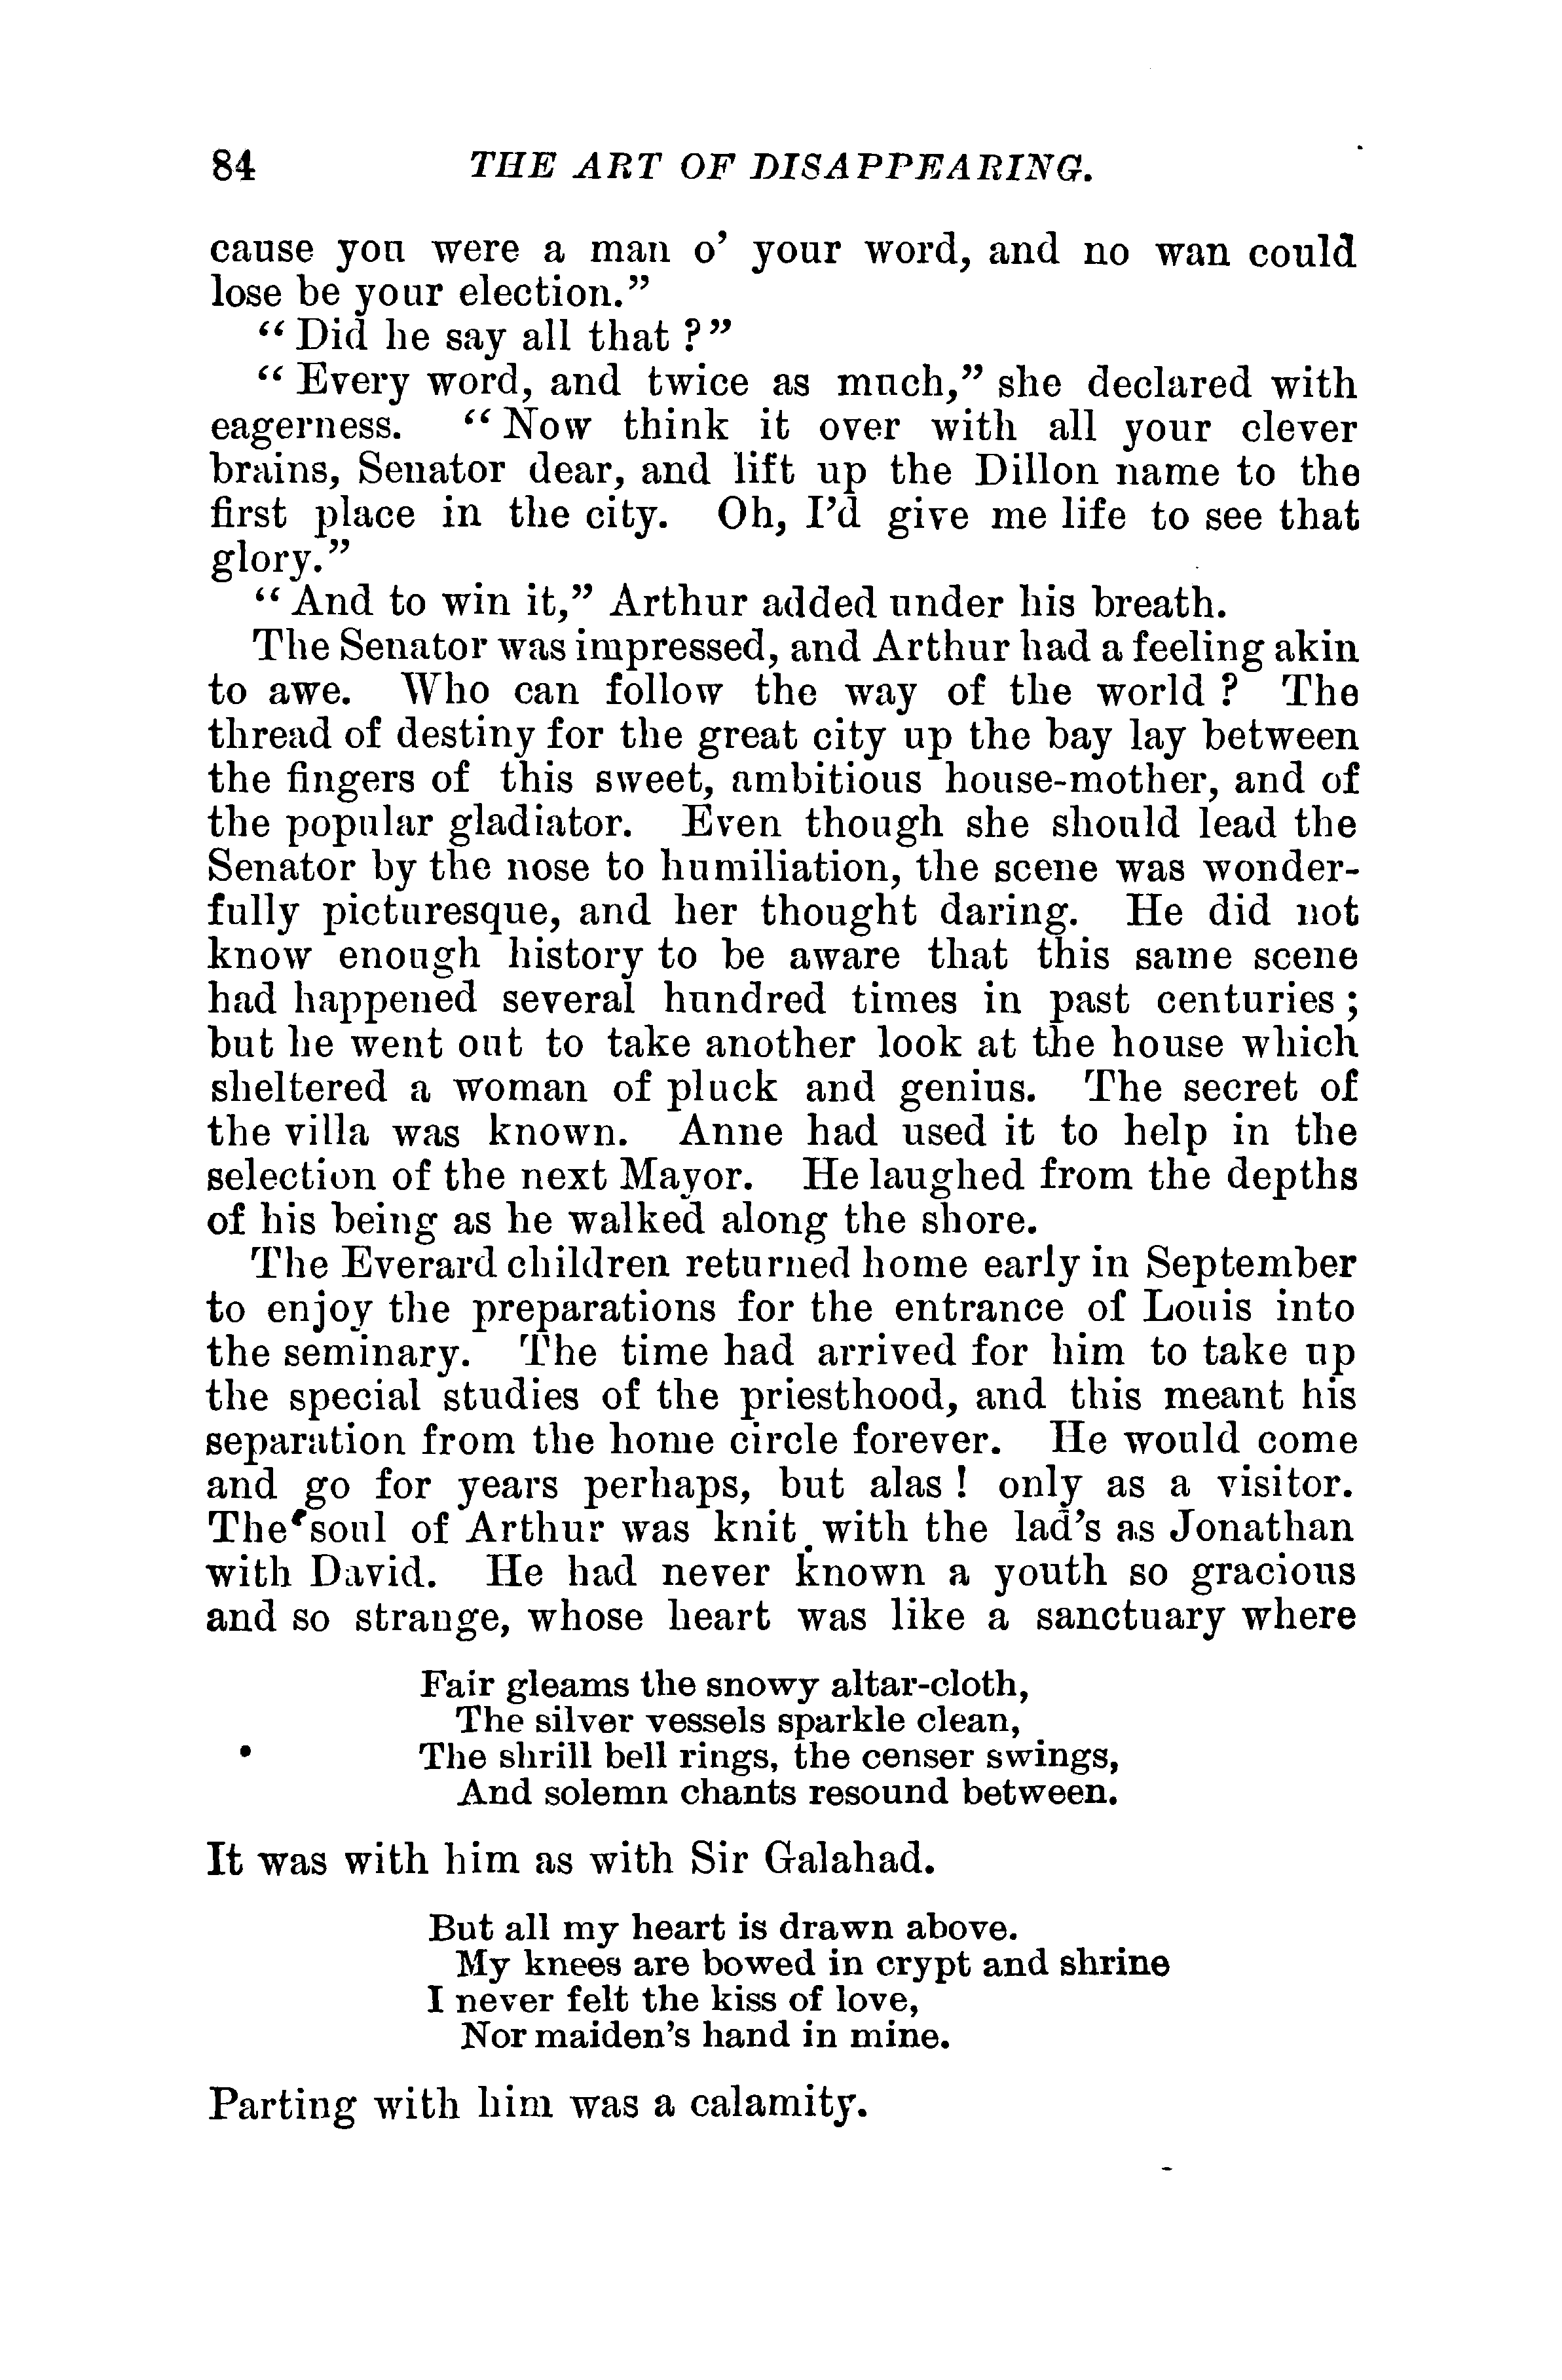 84 THE ART OF DISAPPEARING.
cause you were a man o' your word, and no wan could
lose be your election."
"Did he say all that?"
"Every word, and twice as much," she declared with
eagerness. "Now think it over with all your clever
brains, Senator dear, and lift up the Dillon name to the
first place in the city. Oh, I'd give me life to see that
glory."
"And to win it," Arthur added under his breath.
The Senator was impressed, and Arthur had a feeling akin
to awe. Who can follow the way of the world? The
thread of destiny for the great city up the bay lay between
the fingers of this sweet, ambitious house-mother, and of
the popular gladiator. Even though she should lead the
Senator by the nose to humiliation, the scene was wonder-
fully picturesque, and her thought daring. He did not
know enough history to be aware that this same scene
had happened several hundred times in past centuries;
but he went out to take another look at the house which
sheltered a woman of pluck and genius. The secret of
the villa was known. Anne had used it to help in the
selection of the next Mayor. He laughed from the depths
of his being as he walked along the shore.
The Everard children returned home early in September
to enjoy the preparations for the entrance of Louis into
the seminary. The time had arrived for him to take up
the special studies of the priesthood, and this meant his
separation from the home circle forever. He would come
and go for years perhaps, but alas! only as a visitor.
The soul of Arthur was knit with the lad's as Jonathan
with David. He had never known a youth so gracious
and so strange, whose heart was like a sanctuary where
Fair gleams the snowy altar-cloth,
The silver vessels sparkle clean,
The shrill bell rings, the censer swings,
And solemn chants resound between.
It was with him as with Sir Galahad.
But all my heart is drawn above.
My knees are bowed in crypt and shrine
I never felt the kiss of love,
Nor maiden's hand in mine.
Parting with him was a calamity.